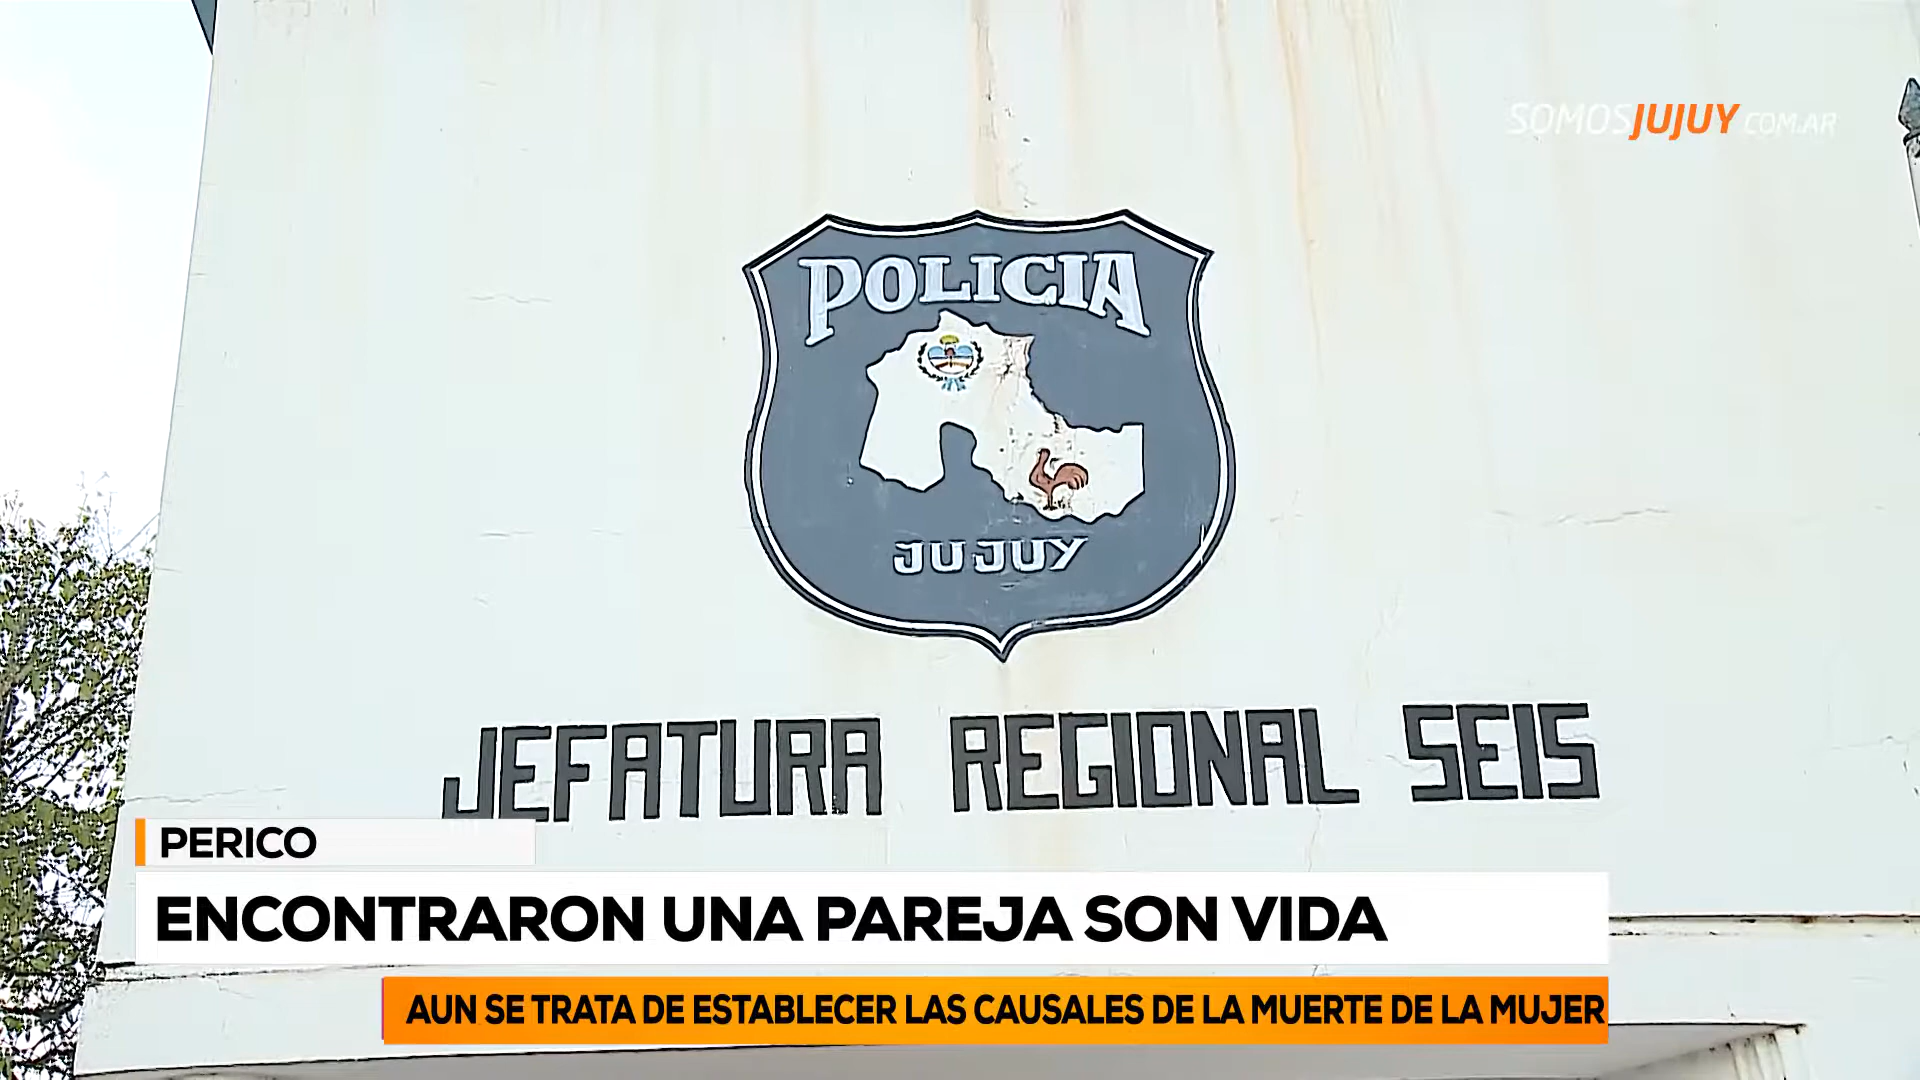 SOMOSJUJUY.COM.AR
POLICIA
JUJUY
JEFATURA REGIONAL SEIS
PERICO
ENCONTRARON UNA PAREJA SON VIDA
AUN SE TRATA DE ESTABLECER LAS CAUSALES DE LA MUERTE DE LA MUJER